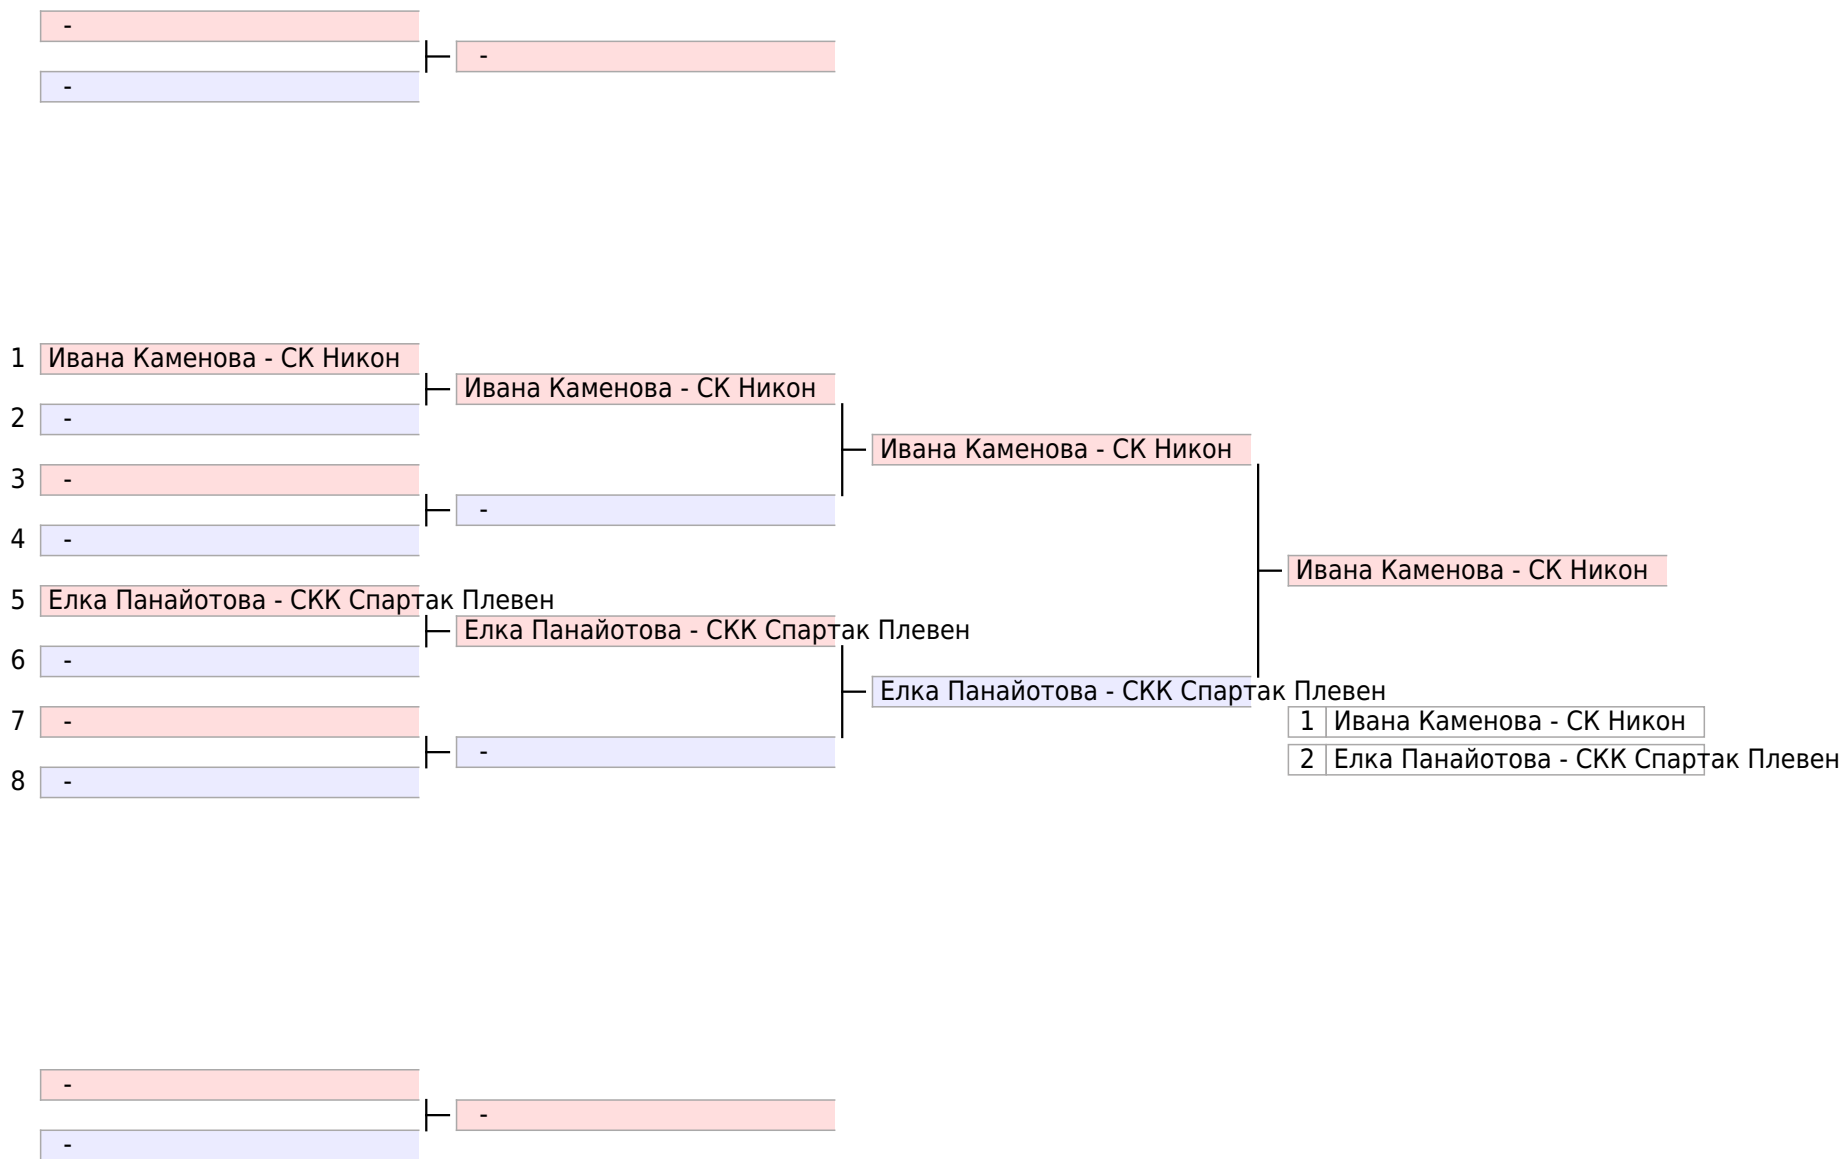 -
-
-
1 Ивана Каменова - СК Никон
Ивана Каменова - СК Никон
2 -
Ивана Каменова - СК Никон
3 -
-
4 -
Ивана Каменова - СК Никон
5 Елка Панайотова - СКК Спартак Плевен
Елка Панайотова - СКК Спартак Плевен
6 -
Елка Панайотова - СКК Спартак Плевен
7 -
1 Ивана Каменова - СК Никон
-
2 Елка Панайотова - СКК Спартак Плевен
8 -
-
-
-